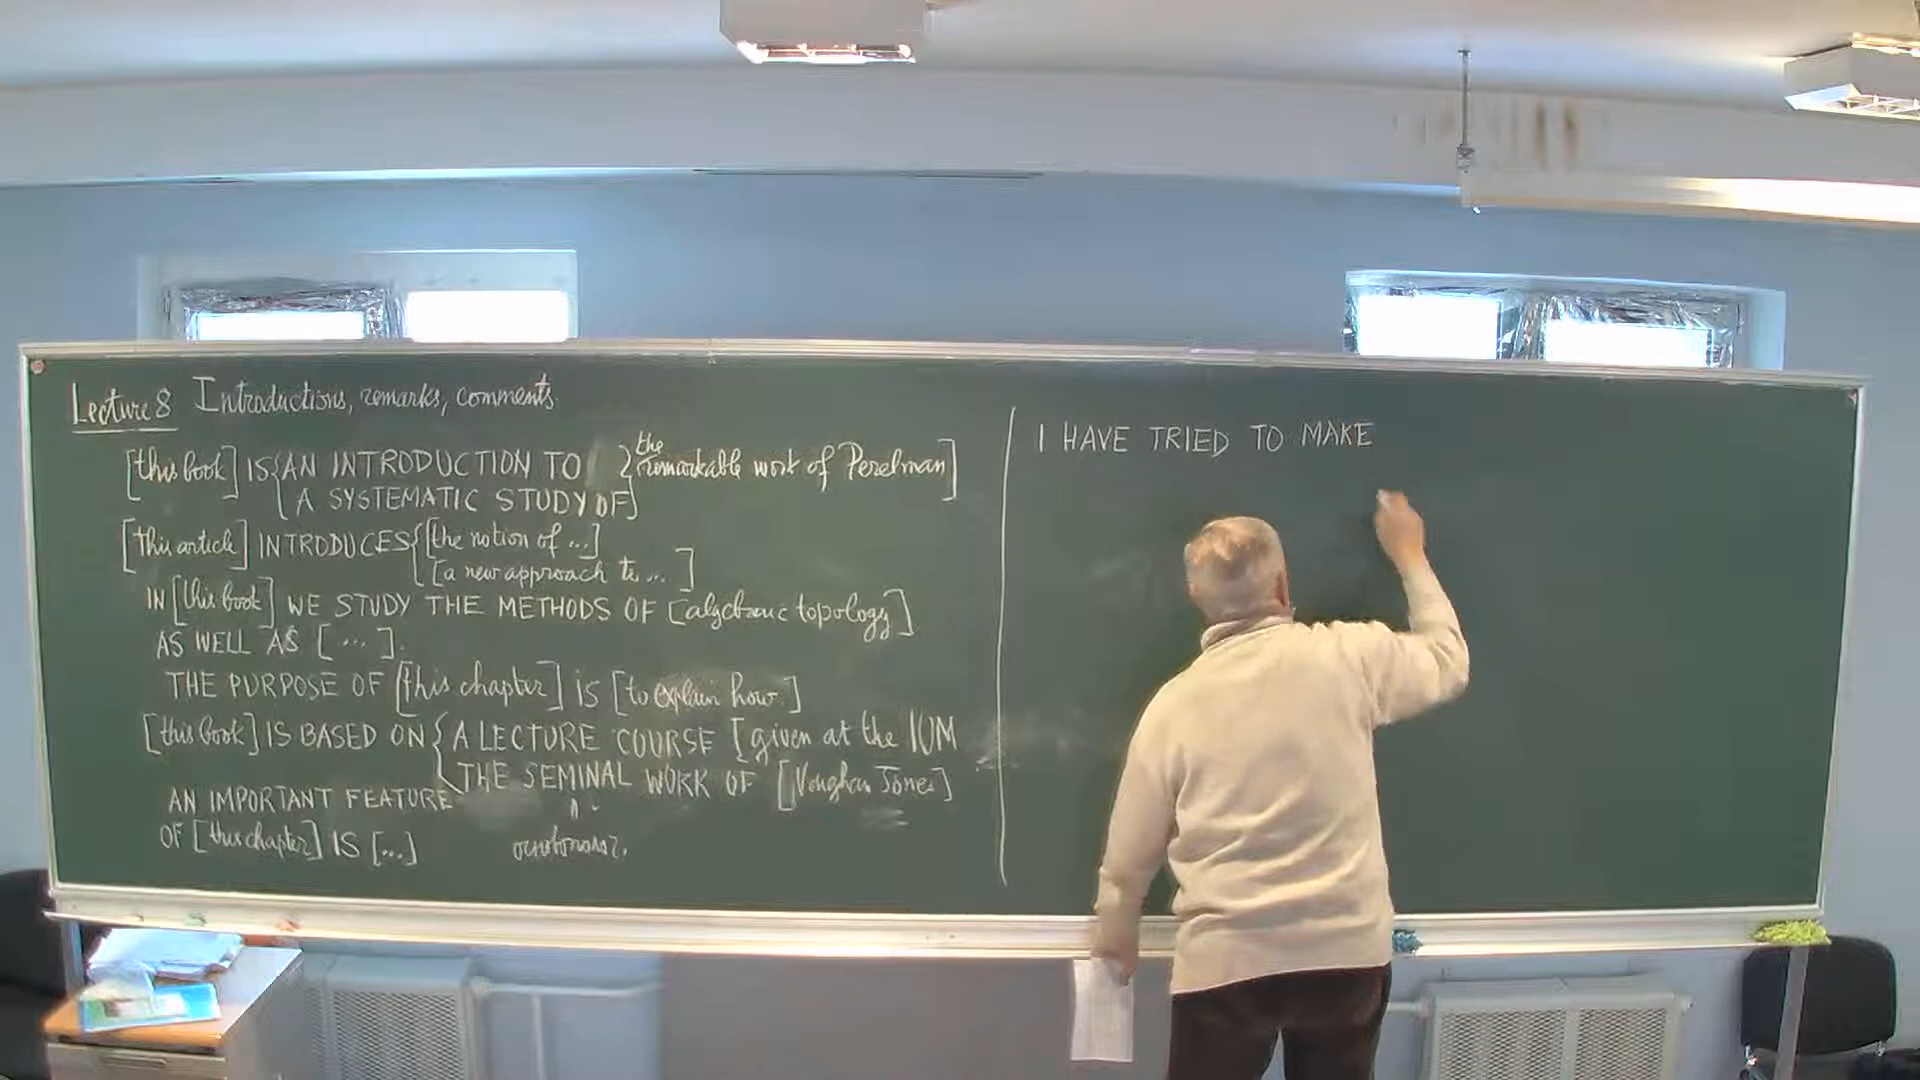 Lecture 8 Introductions, remarks, comments.
[this book] IS { AN INTRODUCTION TO } the remarkable work of Perelman]
{ A SYSTEMATIC STUDY OF }
[This article] INTRODUCES { [the notion of ...]
[a new approach to ... ]
IN [this book] WE STUDY THE METHODS OF [algebraic topology]
AS WELL AS [ ... ].
THE PURPOSE OF [this chapter] IS [to explain how.]
[this book] IS BASED ON { A LECTURE COURSE [given at the IUM
THE SEMINAL WORK OF [Vaughan Jones]
AN IMPORTANT FEATURE
OF [this chapter] IS [...]
I HAVE TRIED TO MAKE